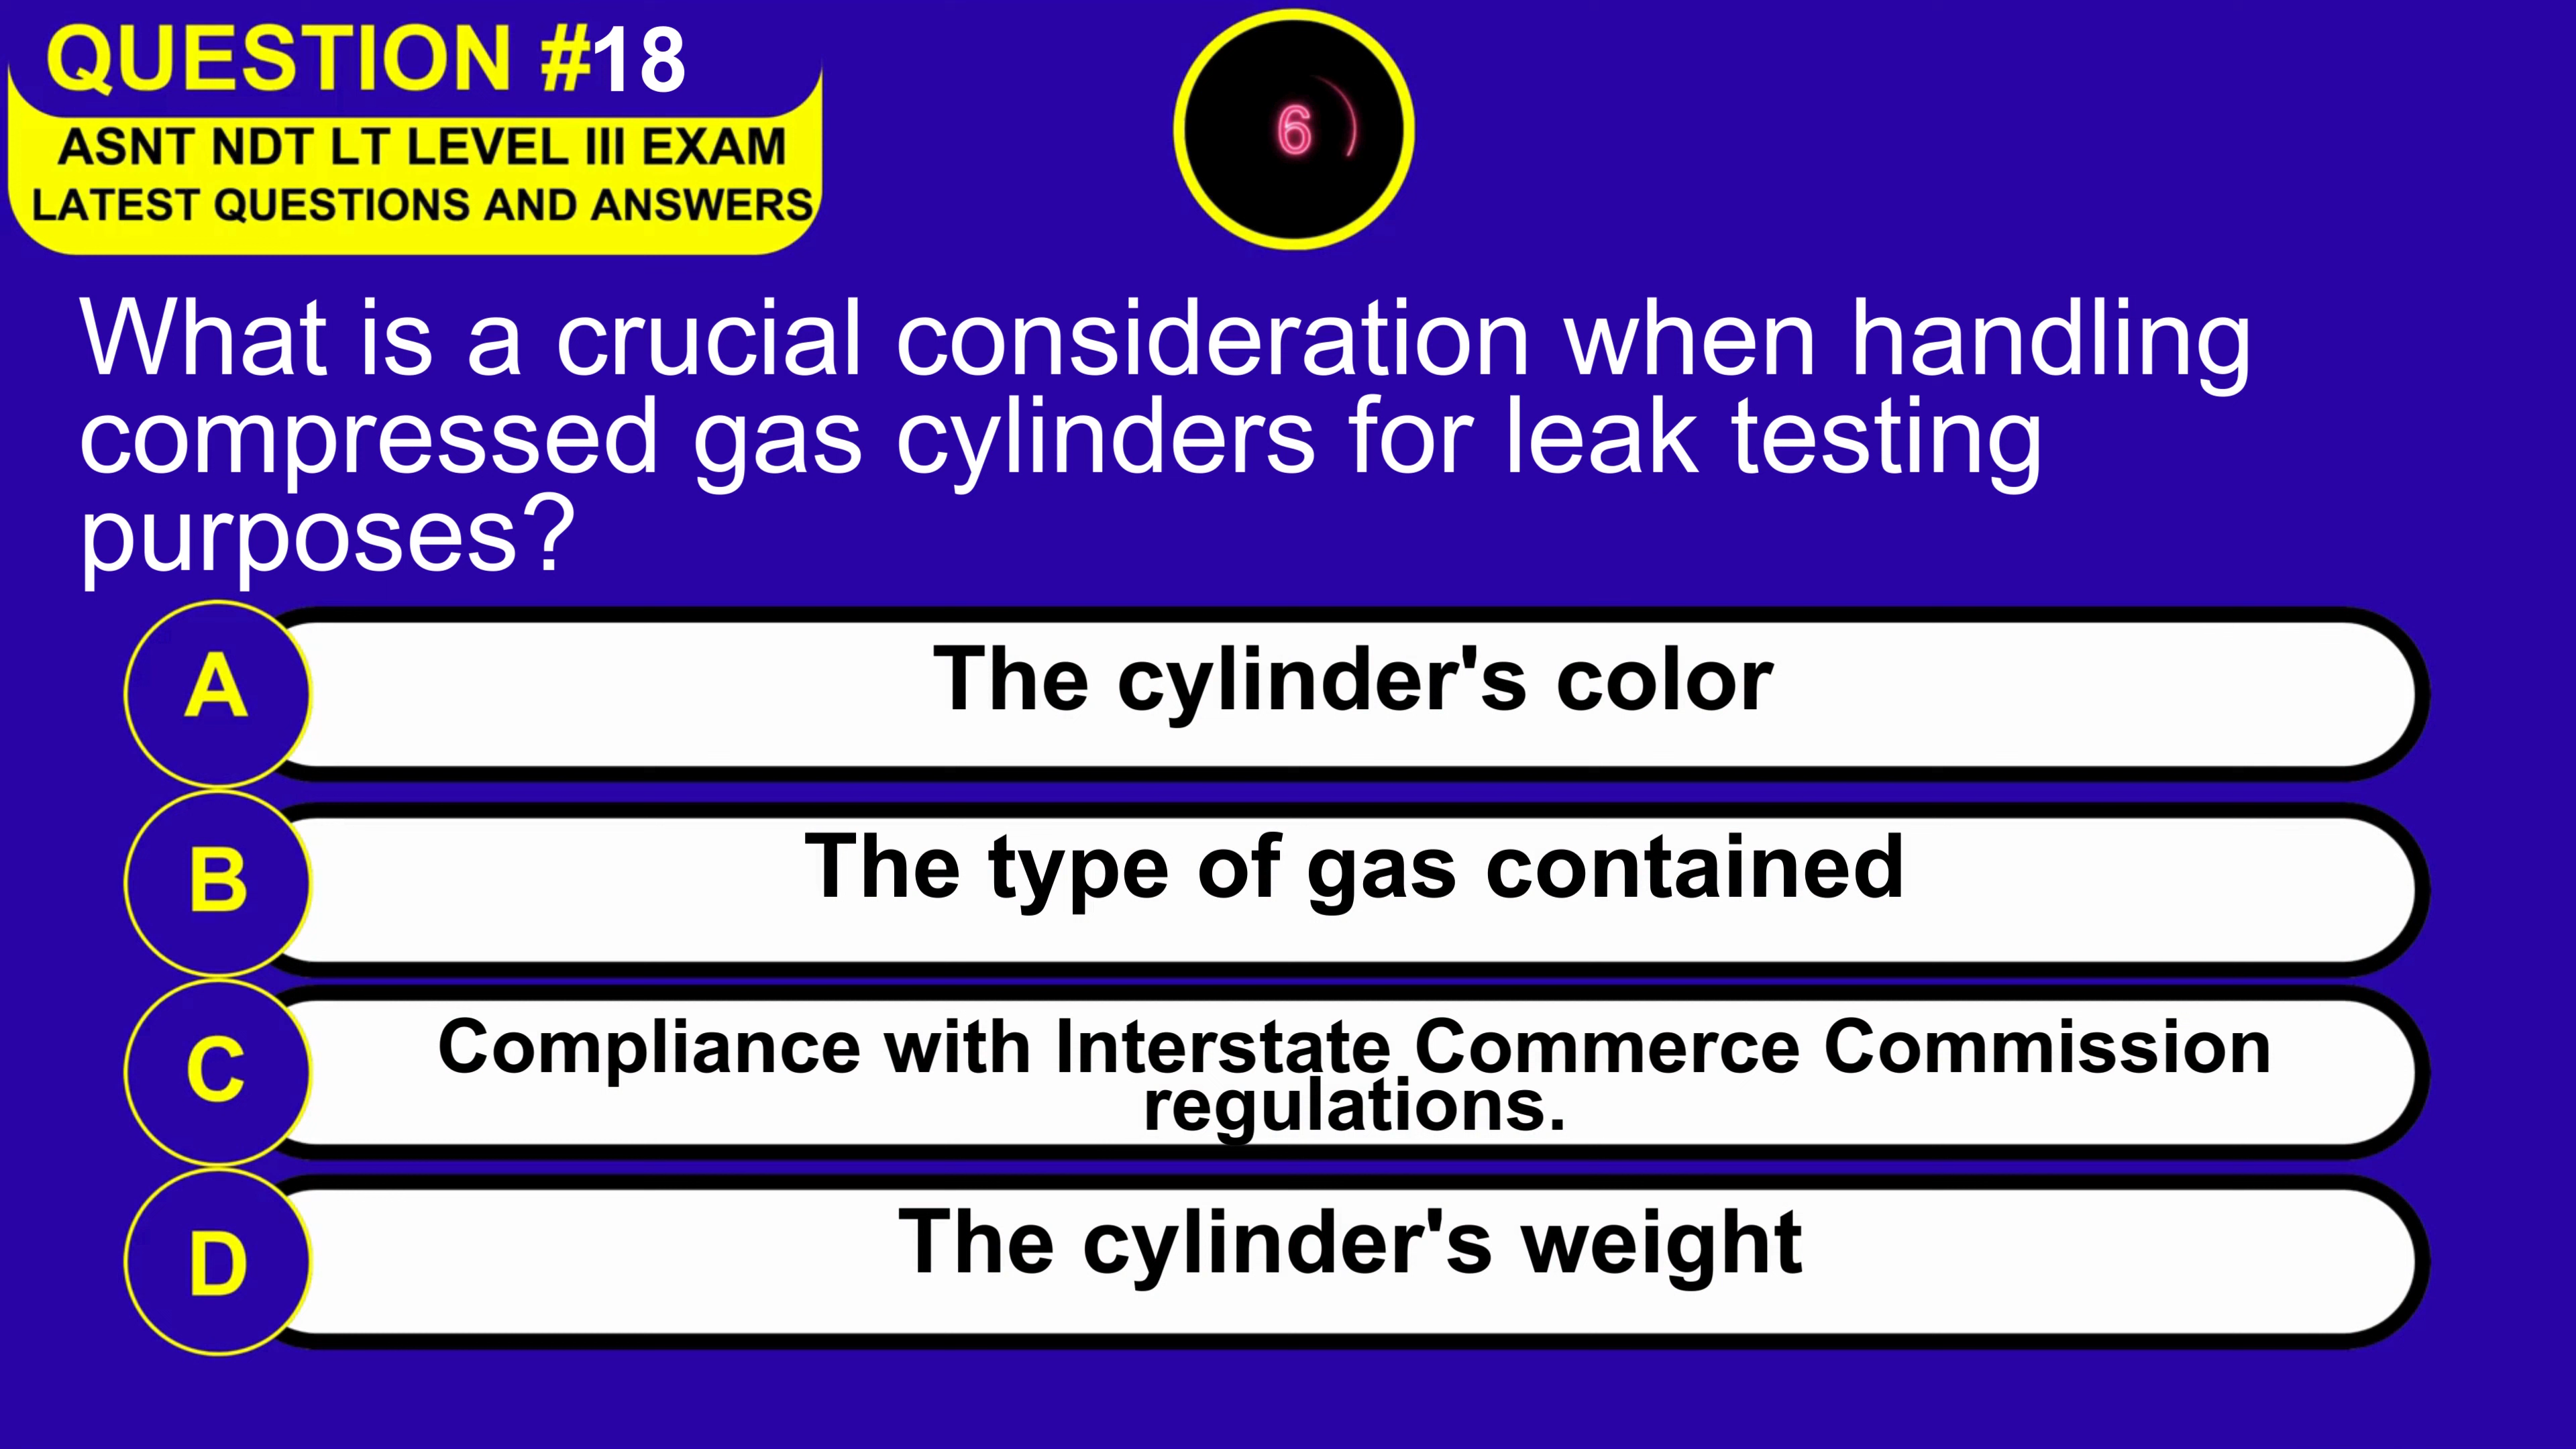 QUESTION #18
ASNT NDT LT LEVEL III EXAM
LATEST QUESTIONS AND ANSWERS
6
What is a crucial consideration when handling
compressed gas cylinders for leak testing
purposes?
A
The cylinder's color
B
The type of gas contained
C
Compliance with Interstate Commerce Commission
regulations.
D
The cylinder's weight